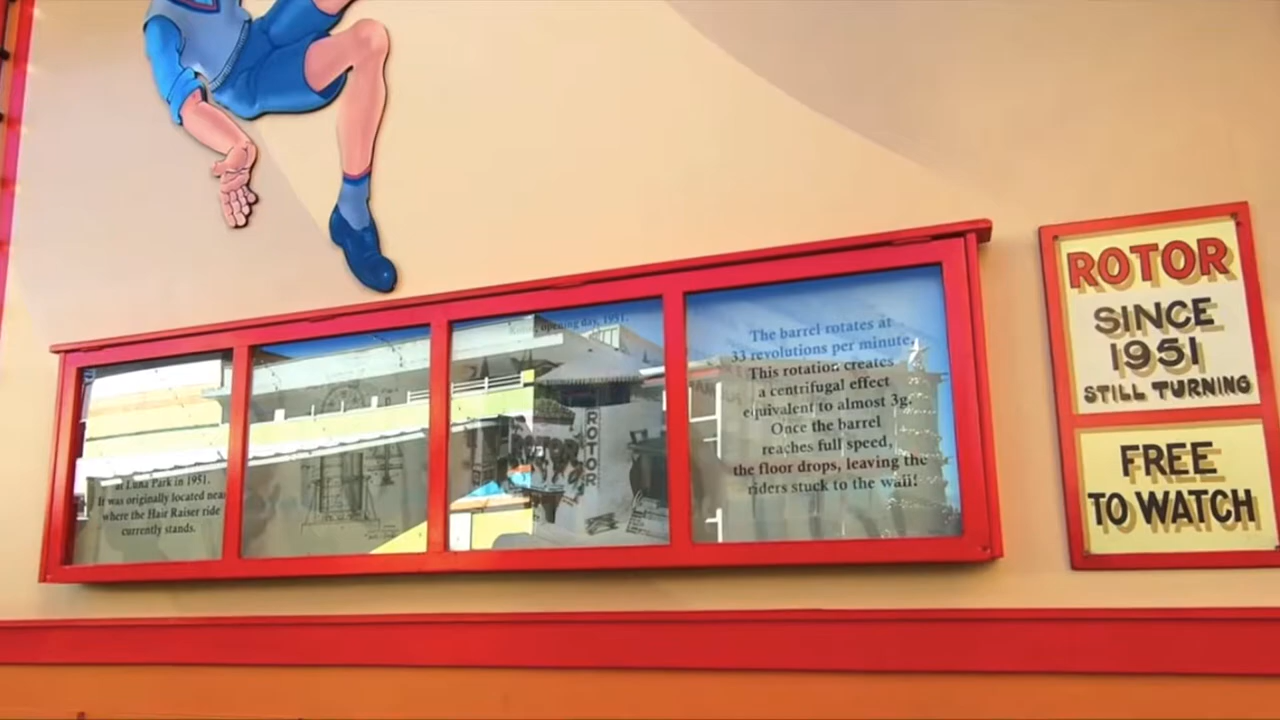 at Luna Park in 1951.
It was originally located near
where the Hair Raiser ride
currently stands.
opening day, 1951.
ROTOR
The barrel rotates at
33 revolutions per minute.
This rotation creates
a centrifugal effect
equivalent to almost 3g.
Once the barrel
reaches full speed,
the floor drops, leaving the
riders stuck to the wall!
ROTOR
SINCE
1951
STILL TURNING
FREE
TO WATCH